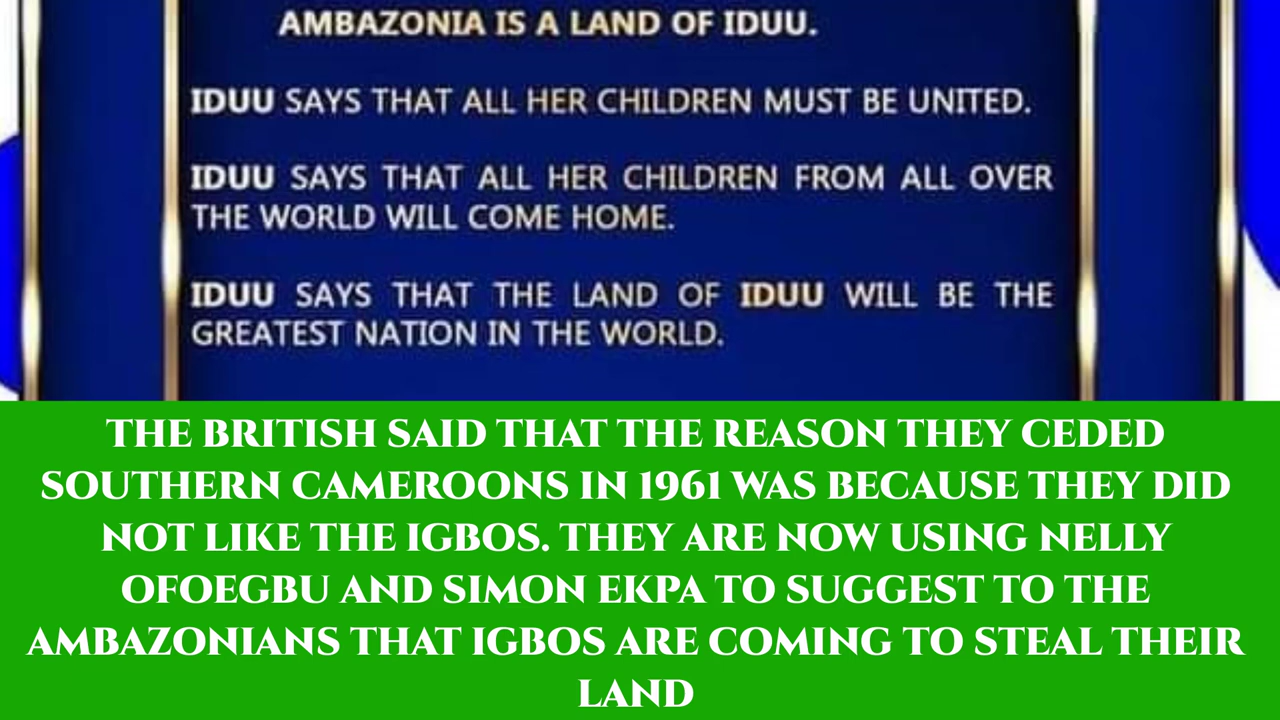 AMBAZONIA IS A LAND OF IDUU.
IDUU SAYS THAT ALL HER CHILDREN MUST BE UNITED.
IDUU SAYS THAT ALL HER CHILDREN FROM ALL OVER
THE WORLD WILL COME HOME.
IDUU SAYS THAT THE LAND OF IDUU WILL BE THE
GREATEST NATION IN THE WORLD.
THE BRITISH SAID THAT THE REASON THEY CEDED
SOUTHERN CAMEROONS IN 1961 WAS BECAUSE THEY DID
NOT LIKE THE IGBOS. THEY ARE NOW USING NELLY
OFOEGBU AND SIMON EKPA TO SUGGEST TO THE
AMBAZONIANS THAT IGBOS ARE COMING TO STEAL THEIR
LAND